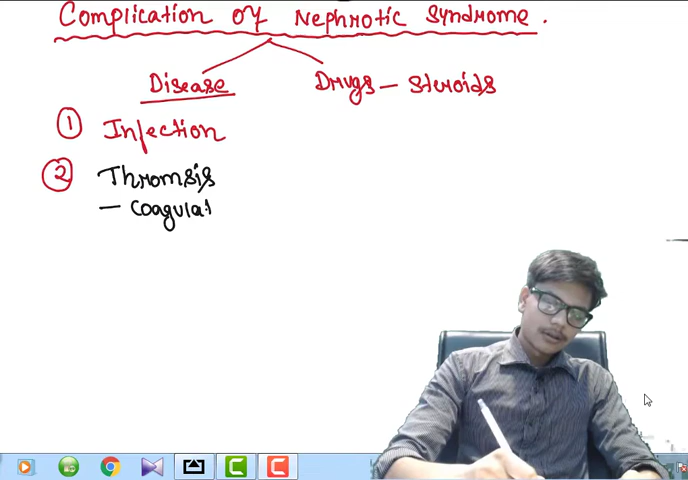 Complication of Nephrotic Syndrome.
Disease
Drugs – Steroids
① Infection
② Thromsis
– Coagulat